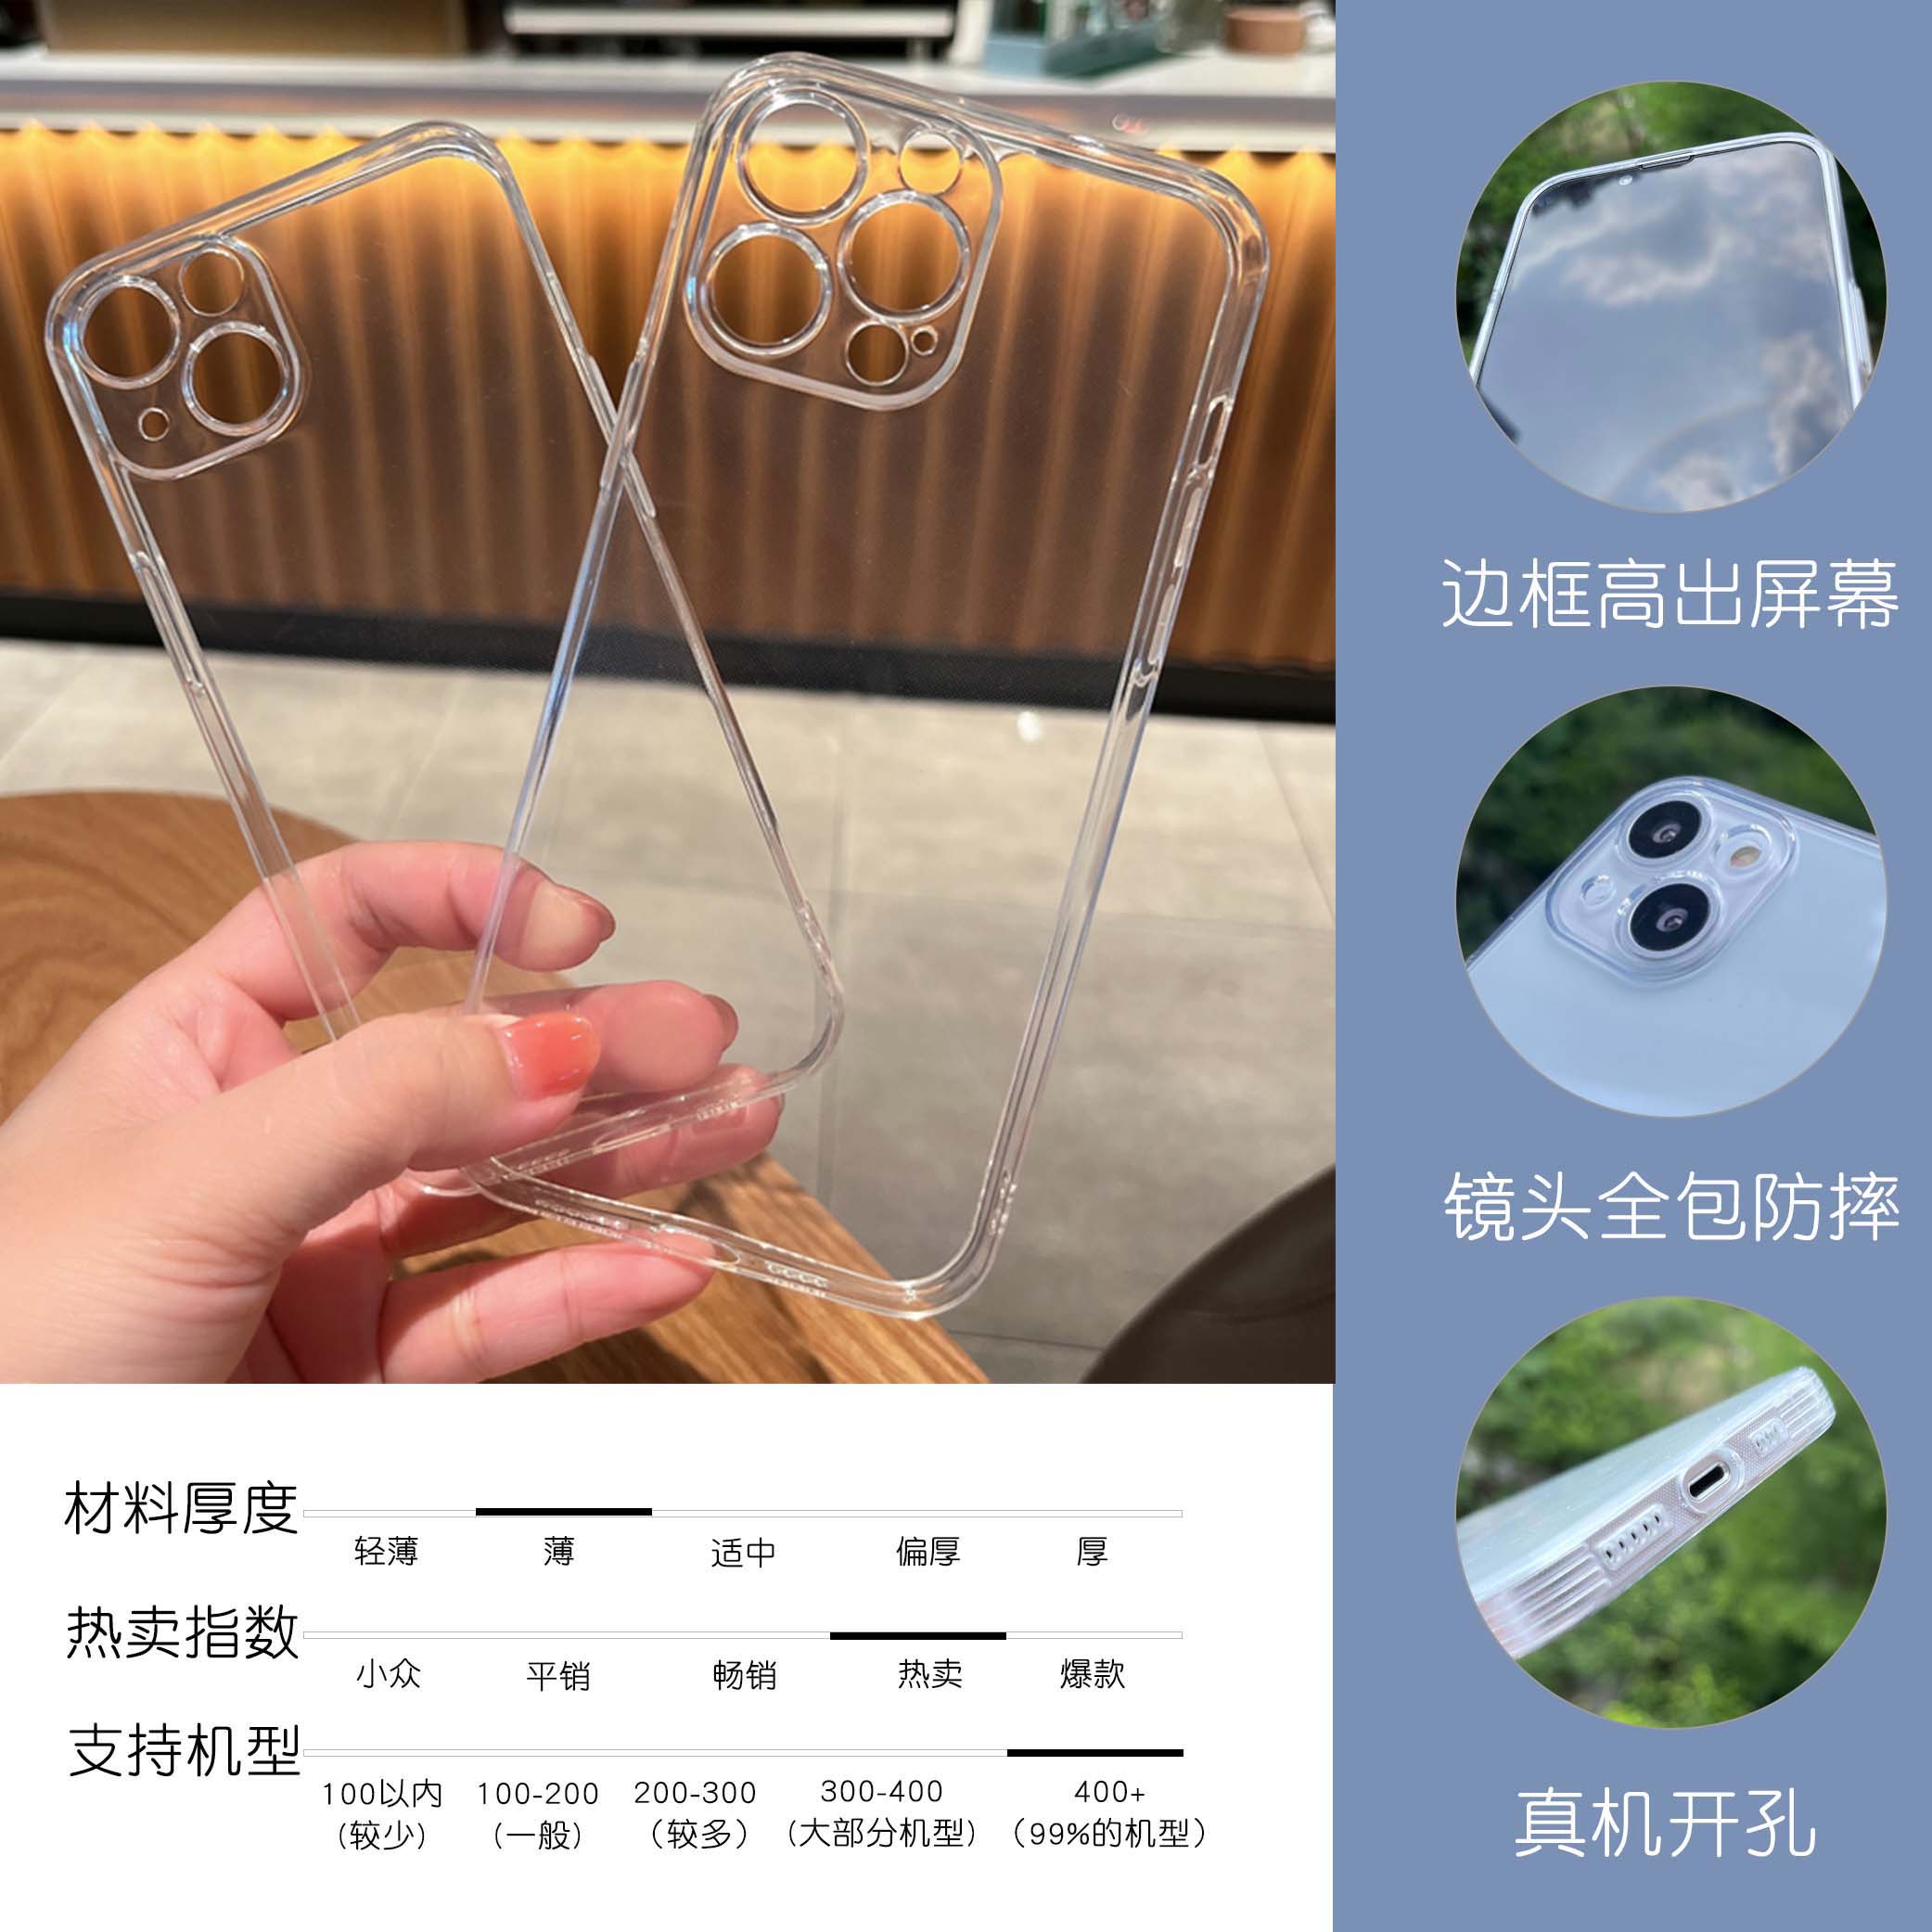 边框高出屏幕
镜头全包防摔
真机开孔
材料厚度
轻薄 薄 适中 偏厚 厚
热卖指数
小众 平销 畅销 热卖 爆款
支持机型
100以内 100-200 200-300 300-400 400+
(较少) (一般) (较多) (大部分机型) (99%的机型)